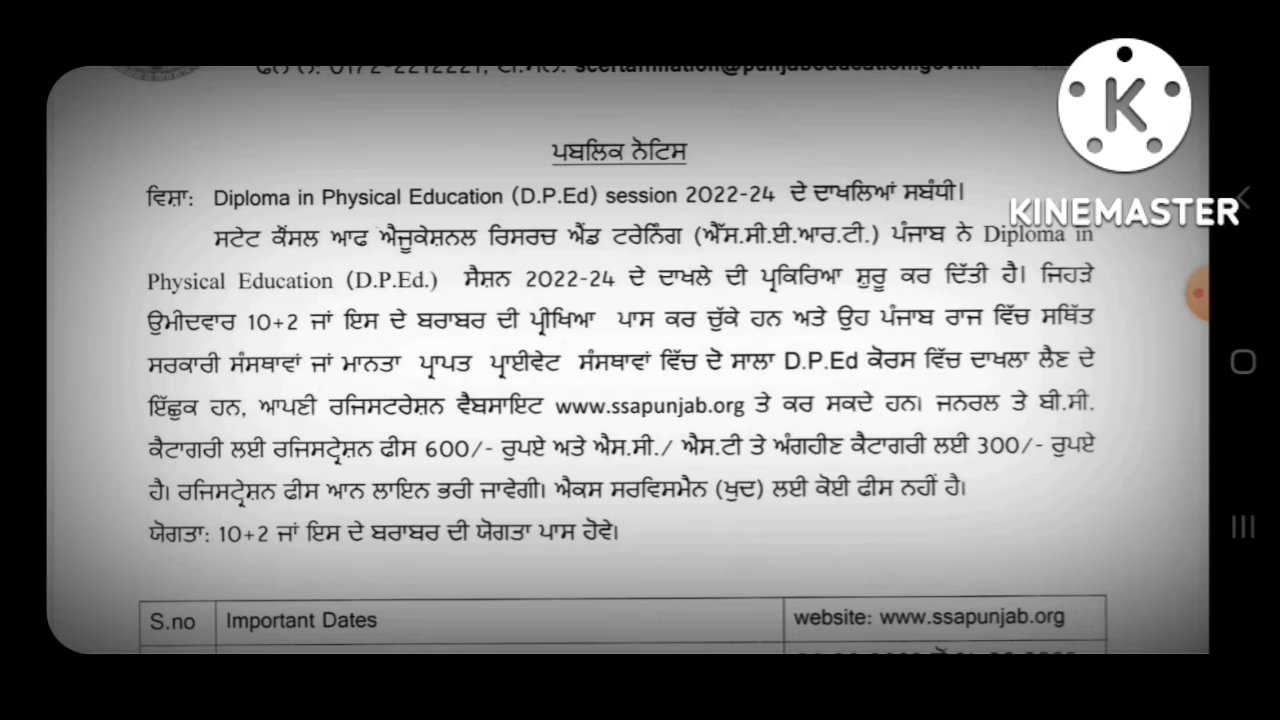 KINEMASTER
ਪਬਲਿਕ ਨੋਟਿਸ
ਵਿਸ਼ਾ: Diploma in Physical Education (D.P.Ed) session 2022-24 ਦੇ ਦਾਖਲਿਆਂ ਸਬੰਧੀ।
ਸਟੇਟ ਕੌਂਸਲ ਆਫ ਐਜੂਕੇਸ਼ਨਲ ਰਿਸਰਚ ਐਂਡ ਟਰੇਨਿੰਗ (ਐੱਸ.ਸੀ.ਈ.ਆਰ.ਟੀ.) ਪੰਜਾਬ ਨੇ Diploma in
Physical Education (D.P.Ed.) ਸੈਸ਼ਨ 2022-24 ਦੇ ਦਾਖਲੇ ਦੀ ਪ੍ਰਕਿਰਿਆ ਸ਼ੁਰੂ ਕਰ ਦਿੱਤੀ ਹੈ। ਜਿਹੜੇ
ਉਮੀਦਵਾਰ 10+2 ਜਾਂ ਇਸ ਦੇ ਬਰਾਬਰ ਦੀ ਪ੍ਰੀਖਿਆ ਪਾਸ ਕਰ ਚੁੱਕੇ ਹਨ ਅਤੇ ਉਹ ਪੰਜਾਬ ਰਾਜ ਵਿੱਚ ਸਥਿੱਤ
ਸਰਕਾਰੀ ਸੰਸਥਾਵਾਂ ਜਾਂ ਮਾਨਤਾ ਪ੍ਰਾਪਤ ਪ੍ਰਾਈਵੇਟ ਸੰਸਥਾਵਾਂ ਵਿੱਚ ਦੋ ਸਾਲਾ D.P.Ed ਕੋਰਸ ਵਿੱਚ ਦਾਖਲਾ ਲੈਣ ਦੇ
ਇੱਛੁਕ ਹਨ, ਆਪਣੀ ਰਜਿਸਟਰੇਸ਼ਨ ਵੈਬਸਾਇਟ www.ssapunjab.org ਤੇ ਕਰ ਸਕਦੇ ਹਨ। ਜਨਰਲ ਤੇ ਬੀ.ਸੀ.
ਕੈਟਾਗਰੀ ਲਈ ਰਜਿਸਟ੍ਰੇਸ਼ਨ ਫੀਸ 600/- ਰੁਪਏ ਅਤੇ ਐਸ.ਸੀ./ ਐਸ.ਟੀ ਤੇ ਅੰਗਹੀਣ ਕੈਟਾਗਰੀ ਲਈ 300/- ਰੁਪਏ
ਹੈ। ਰਜਿਸਟ੍ਰੇਸ਼ਨ ਫੀਸ ਆਨ ਲਾਇਨ ਭਰੀ ਜਾਵੇਗੀ। ਐਕਸ ਸਰਵਿਸਮੈਨ (ਖੁਦ) ਲਈ ਕੋਈ ਫੀਸ ਨਹੀਂ ਹੈ।
ਯੋਗਤਾ: 10+2 ਜਾਂ ਇਸ ਦੇ ਬਰਾਬਰ ਦੀ ਯੋਗਤਾ ਪਾਸ ਹੋਵੇ।
S.no Important Dates website: www.ssapunjab.org